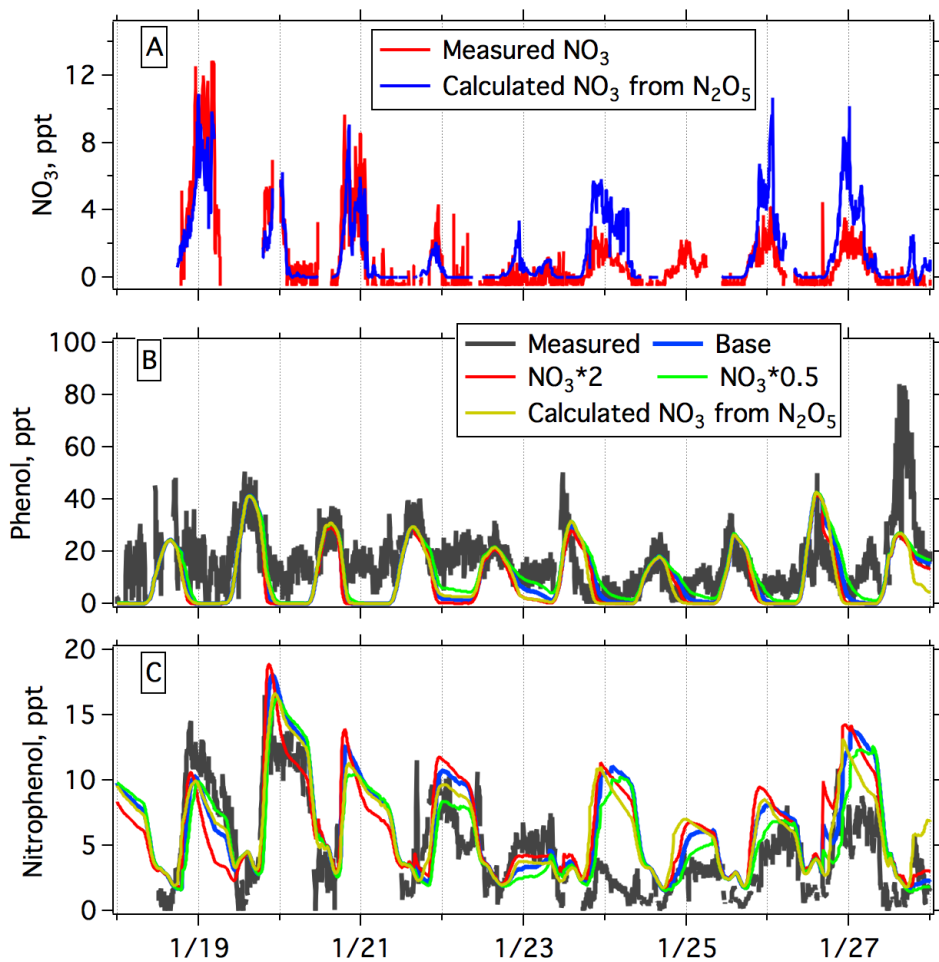 A
Measured NO₃
Calculated NO₃ from N₂O₅
12
8
4
0
NO₃, ppt
B
Measured Base
NO₃*2 NO₃*0.5
Calculated NO₃ from N₂O₅
100
80
60
40
20
0
Phenol, ppt
C
20
15
10
5
0
Nitrophenol, ppt
1/19 1/21 1/23 1/25 1/27